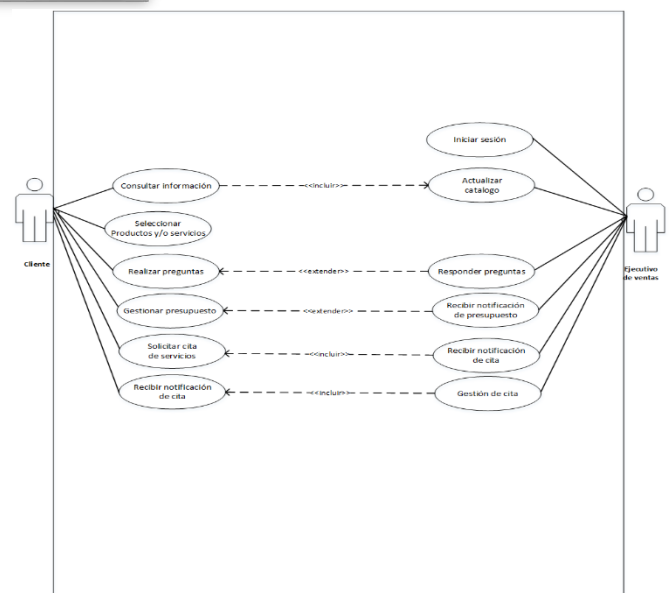 Iniciar sesión
Consultar información
<<incluir>>
Actualizar
catalogo
Seleccionar
Productos y/o servicios
Cliente
Realizar preguntas
<<extender>>
Responder preguntas
Ejecutivo
de ventas
Gestionar presupuesto
<<extender>>
Recibir notificación
de presupuesto
Solicitar cita
de servicios
<<incluir>>
Recibir notificación
de cita
Recibir notificación
de cita
<<incluir>>
Gestión de cita